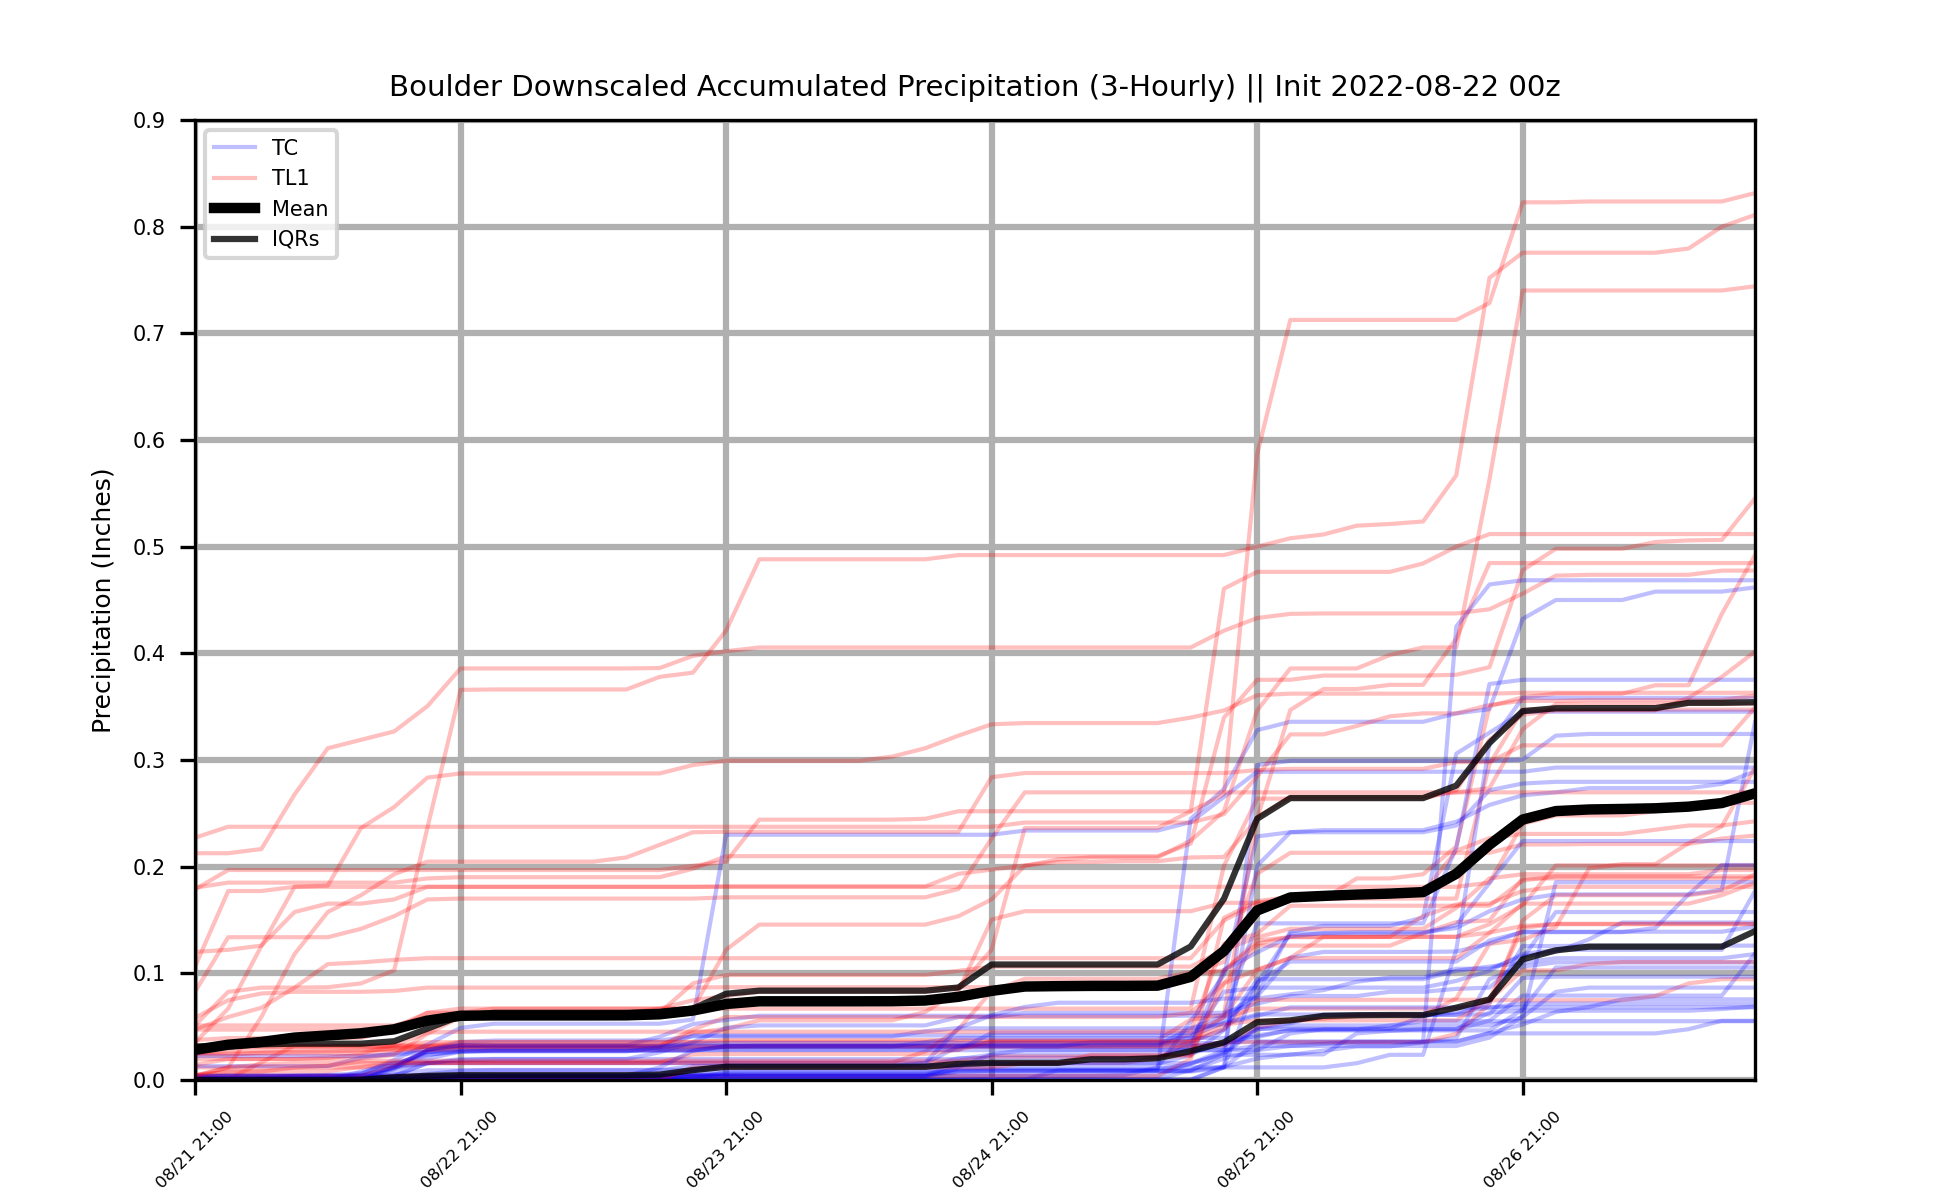 Boulder Downscaled Accumulated Precipitation (3-Hourly) || Init 2022-08-22 00z
TC
TL1
Mean
IQRs
Precipitation (Inches)
0.9
0.8
0.7
0.6
0.5
0.4
0.3
0.2
0.1
0.0
08/21 21:00
08/22 21:00
08/23 21:00
08/24 21:00
08/25 21:00
08/26 21:00